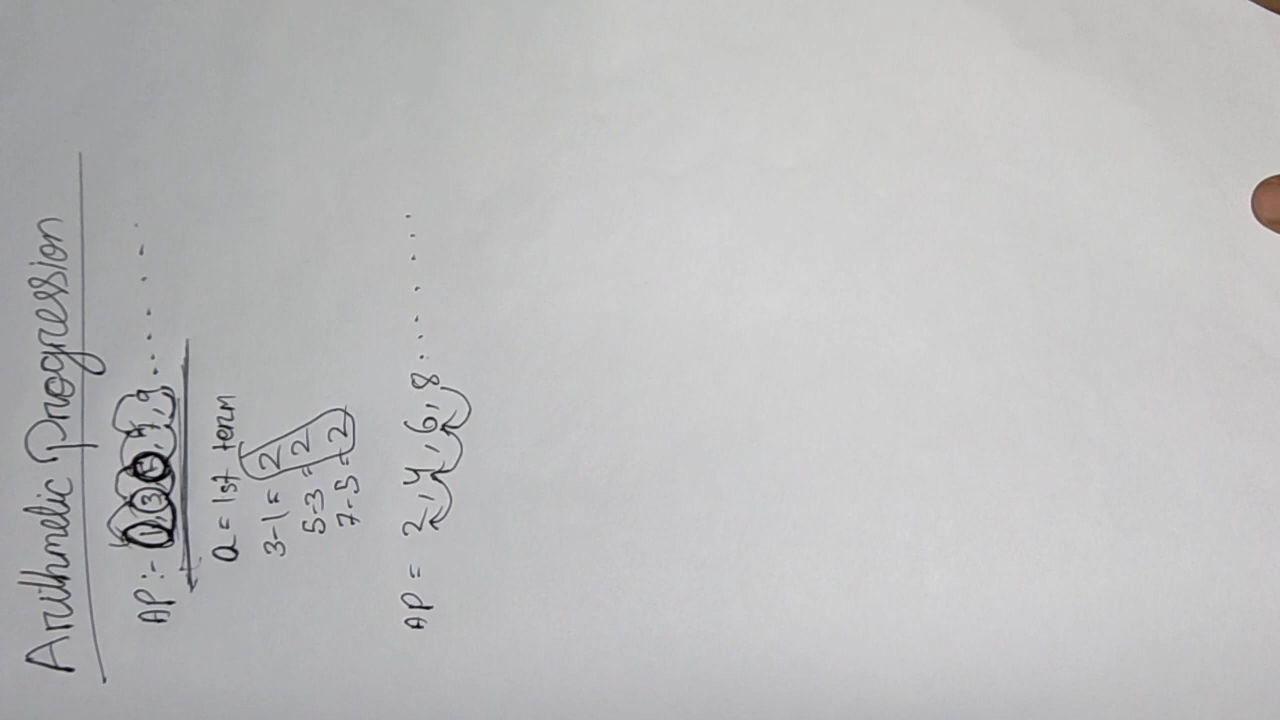 Arithmetic Progression
AP:- 1, 3, 5, 7, 9, ........
a = 1st term
3-1 = 2
5-3 = 2
7-5 = 2
AP = 2, 4, 6, 8 ........